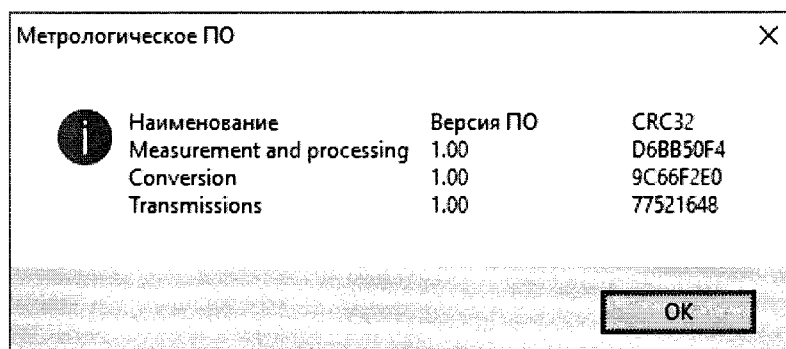 Метрологическое ПО
Наименование Версия ПО CRC32
Measurement and processing 1.00 D6BB50F4
Conversion 1.00 9C66F2E0
Transmissions 1.00 77521648
OK